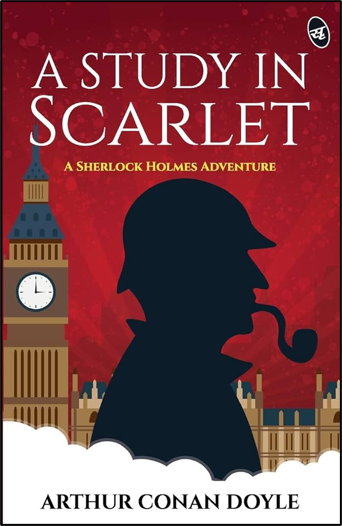 A STUDY IN
SCARLET
A SHERLOCK HOLMES ADVENTURE
ARTHUR CONAN DOYLE